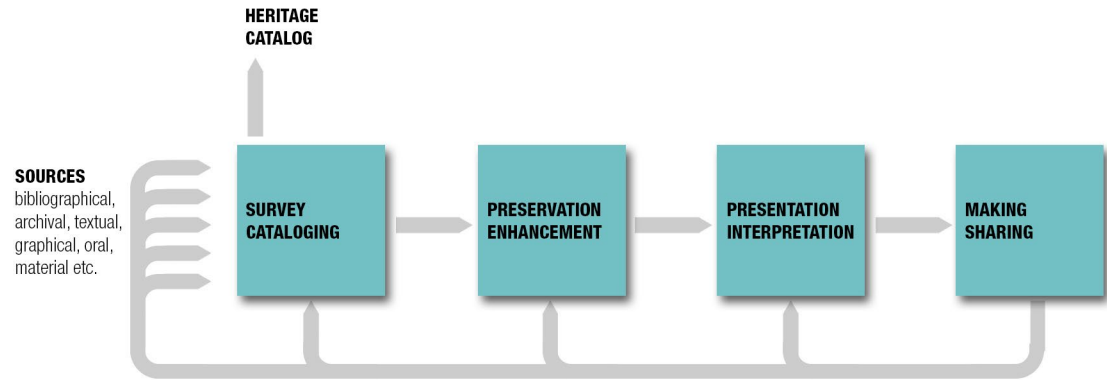 HERITAGE
CATALOG
SOURCES
bibliographical,
archival, textual,
graphical, oral,
material etc.
SURVEY
CATALOGING
PRESERVATION
ENHANCEMENT
PRESENTATION
INTERPRETATION
MAKING
SHARING